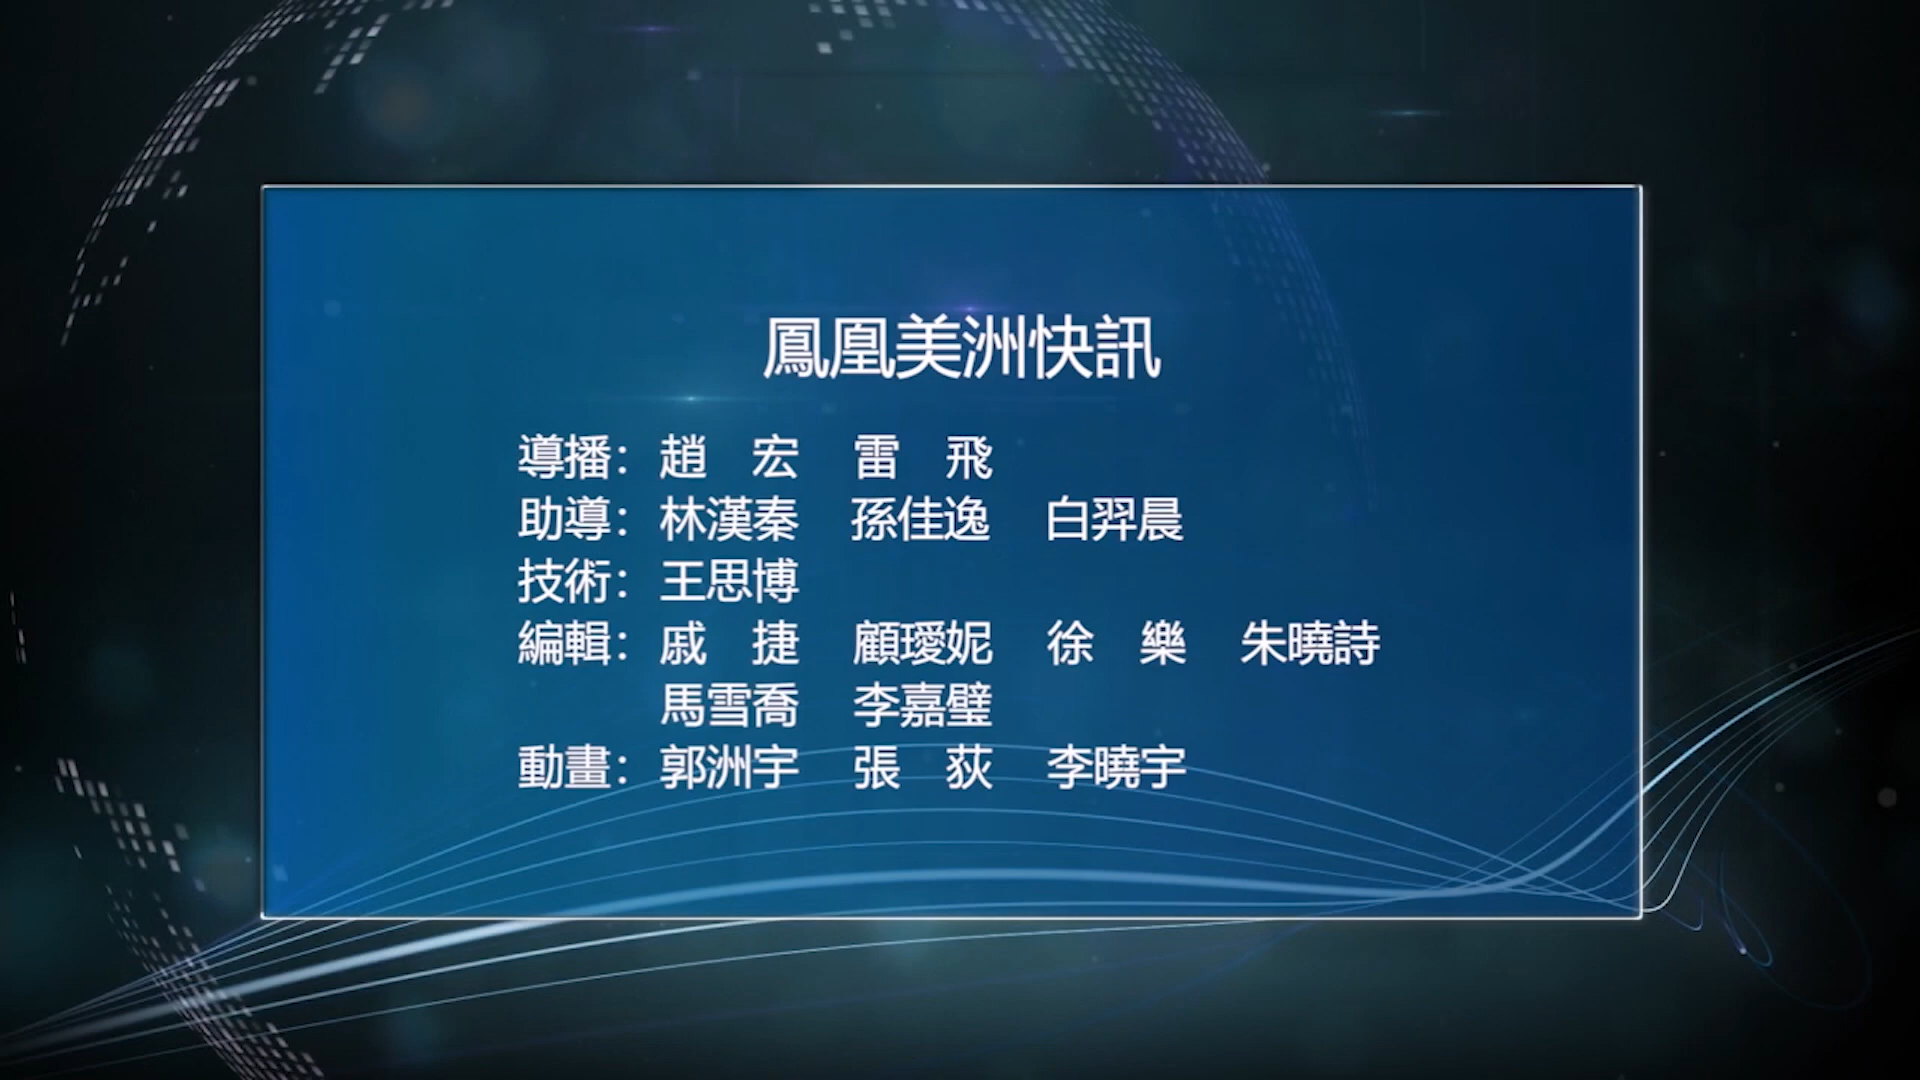 鳳凰美洲快訊
導播：趙　宏　雷　飛
助導：林漢秦　孫佳逸　白羿晨
技術：王思博
編輯：戚　捷　顧璦妮　徐　樂　朱曉詩
馬雪喬　李嘉璧
動畫：郭洲宇　張　荻　李曉宇